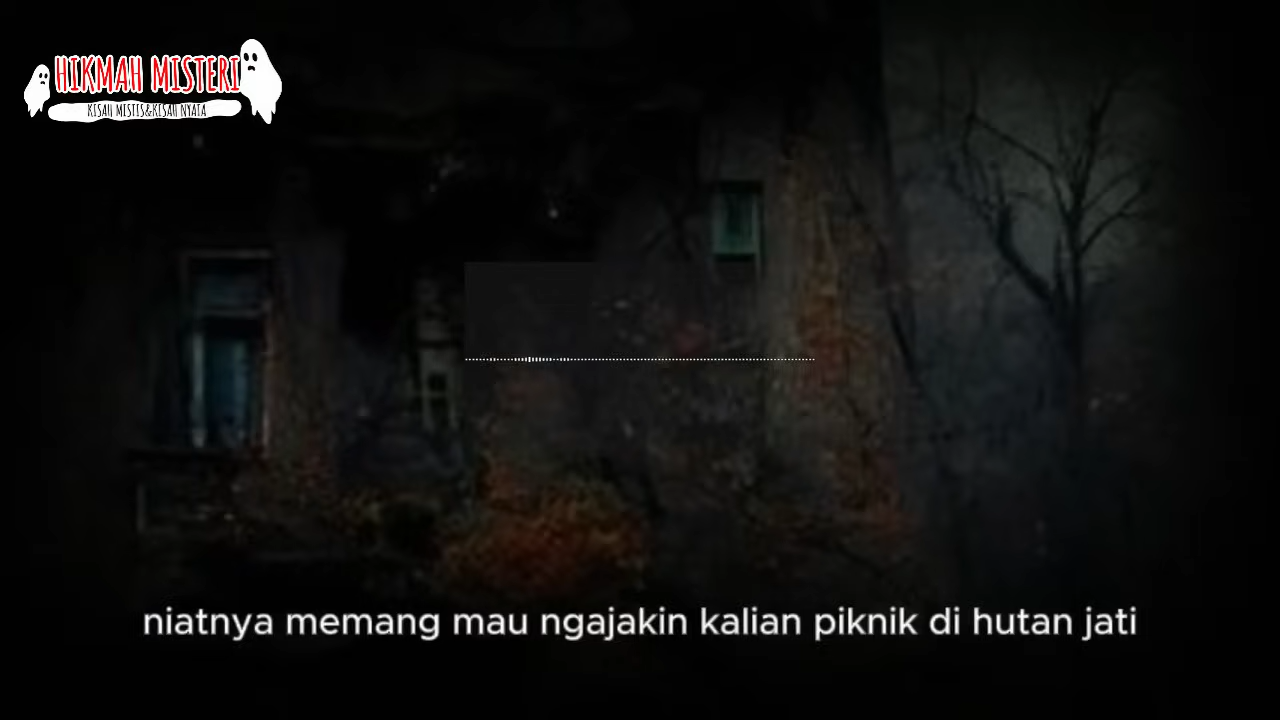 HIKMAH MISTERI
KISAH MISTIS&KISAH NYATA
niatnya memang mau ngajakin kalian piknik di hutan jati